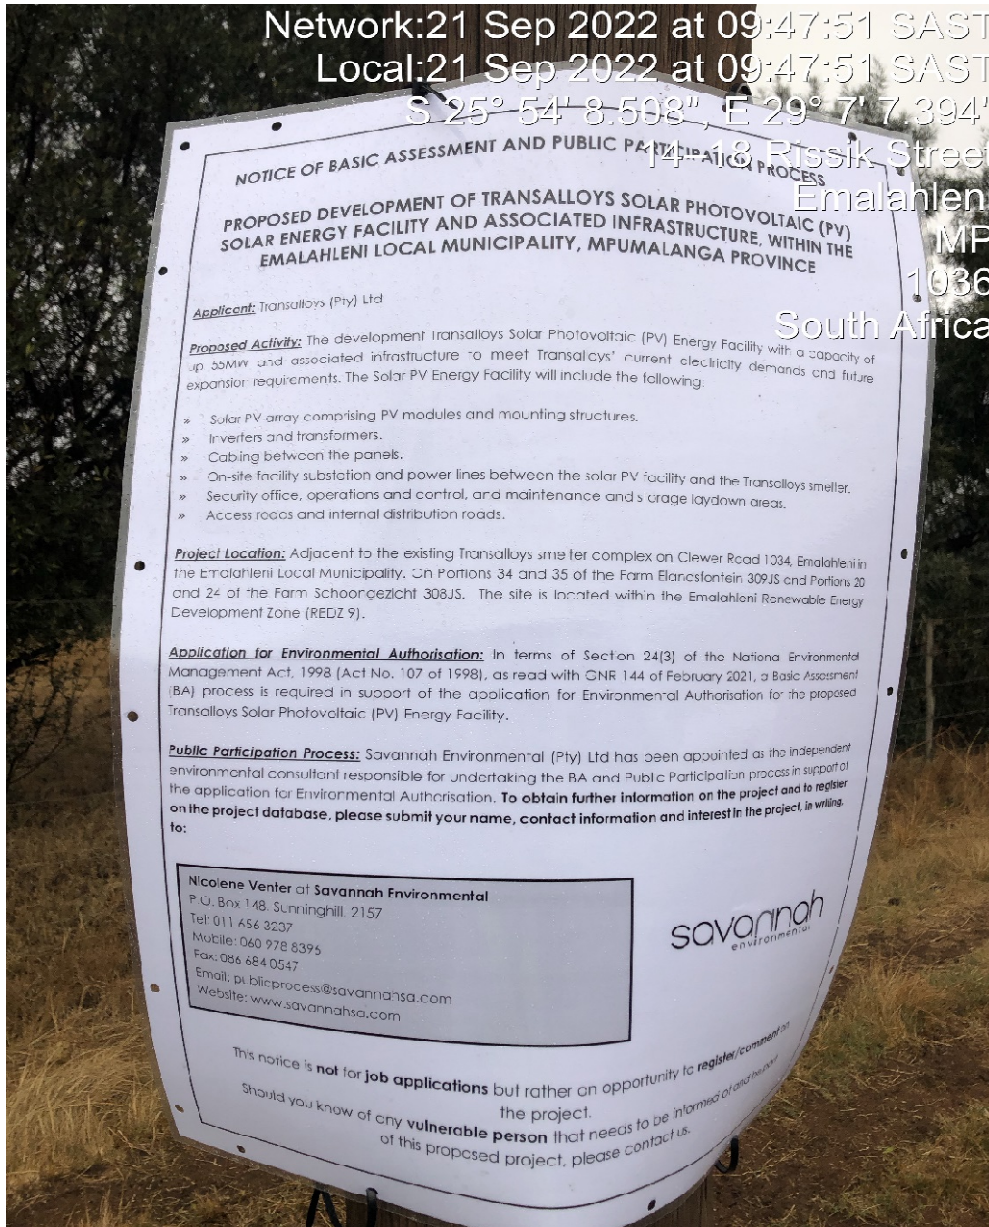 Network:21 Sep 2022 at 09:47:51 SAST
Local:21 Sep 2022 at 09:47:51 SAST
S 25° 54' 8.508", E 29° 7' 7.394"
14-18 Rissik Street
Emalahleni
MP
1036
South Africa
NOTICE OF BASIC ASSESSMENT AND PUBLIC PARTICIPATION PROCESS
PROPOSED DEVELOPMENT OF TRANSALLOYS SOLAR PHOTOVOLTAIC (PV)
SOLAR ENERGY FACILITY AND ASSOCIATED INFRASTRUCTURE, WITHIN THE
EMALAHLENI LOCAL MUNICIPALITY, MPUMALANGA PROVINCE
Applicant: Transalloys (Pty) Ltd
Proposed Activity: The development Transalloys Solar Photovoltaic (PV) Energy Facility with a capacity of
up 55MW and associated infrastructure to meet Transalloys' current electricity demands and future
expansion requirements. The Solar PV Energy Facility will include the following:
» Solar PV array comprising PV modules and mounting structures.
» Inverters and transformers.
» Cabling between the panels.
» On-site facility substation and power lines between the solar PV facility and the Transalloys smelter.
» Security office, operations and control, and maintenance and storage laydown areas.
» Access roads and internal distribution roads.
Project Location: Adjacent to the existing Transalloys smelter complex on Clewer Road 1034, Emalahleni in
the Emalahleni Local Municipality. On Portions 34 and 35 of the Farm Elandsfontein 309JS and Portions 20
and 24 of the Farm Schoongezicht 308JS. The site is located within the Emalahleni Renewable Energy
Development Zone (REDZ 9).
Application for Environmental Authorisation: In terms of Section 24(3) of the National Environmental
Management Act, 1998 (Act No. 107 of 1998), as read with GNR 144 of February 2021, a Basic Assessment
(BA) process is required in support of the application for Environmental Authorisation for the proposed
Transalloys Solar Photovoltaic (PV) Energy Facility.
Public Participation Process: Savannah Environmental (Pty) Ltd has been appointed as the independent
environmental consultant responsible for undertaking the BA and Public Participation process in support of
the application for Environmental Authorisation. To obtain further information on the project and to register
on the project database, please submit your name, contact information and interest in the project, in writing,
to:
Nicolene Venter at Savannah Environmental
P.O. Box 148, Sunninghill, 2157
Tel: 011 656 3237
Mobile: 060 978 8396
Fax: 086 684 0547
Email: publicprocess@savannahsa.com
Website: www.savannahsa.com
savannah
environmental
This notice is not for job applications but rather an opportunity to register/comment on
the project.
Should you know of any vulnerable person that needs to be informed of and be part
of this proposed project, please contact us.